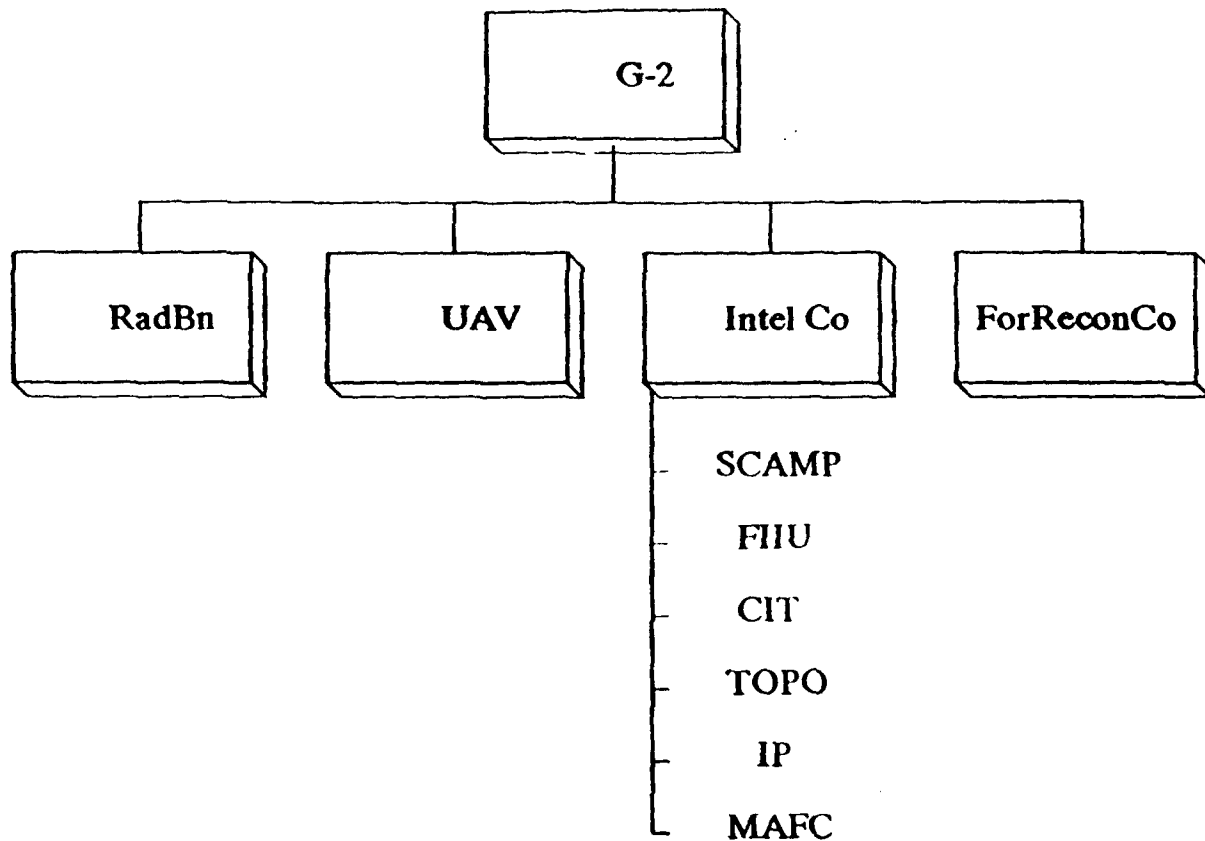 G-2
RadBn
UAV
Intel Co
ForReconCo
SCAMP
FIIU
CIT
TOPO
IP
MAFC